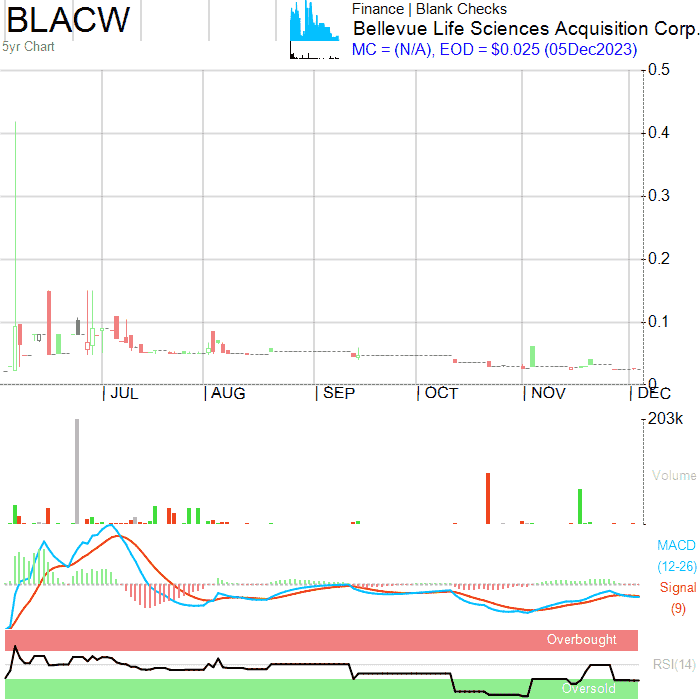 BLACW
5yr Chart
Finance | Blank Checks
Bellevue Life Sciences Acquisition Corp.
MC = (N/A), EOD = $0.025 (05Dec2023)
0.5
0.4
0.3
0.2
0.1
0
| JUL | AUG | SEP | OCT | NOV | DEC
203k
Volume
MACD
(12-26)
Signal
(9)
Overbought
RSI(14)
Oversold